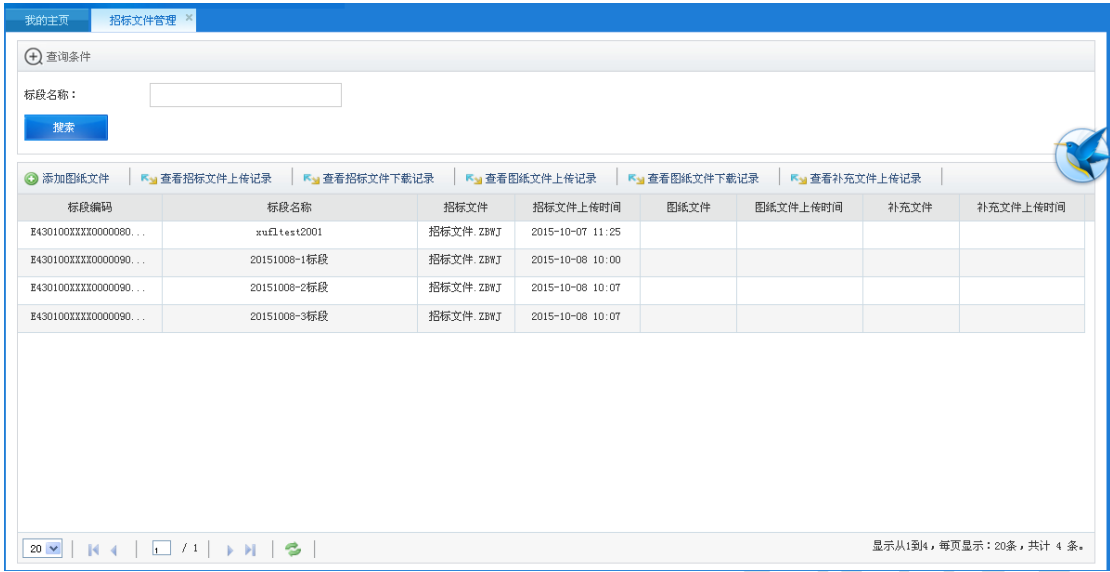 我的主页 招标文件管理
查询条件
标段名称：
搜索
添加图纸文件 查看招标文件上传记录 查看招标文件下载记录 查看图纸文件上传记录 查看图纸文件下载记录 查看补充文件上传记录
标段编码 标段名称 招标文件 招标文件上传时间 图纸文件 图纸文件上传时间 补充文件 补充文件上传时间
E430100XXXX0000080... xufltest2001 招标文件.ZBWJ 2015-10-07 11:25
E430100XXXX0000090... 20151008-1标段 招标文件.ZBWJ 2015-10-08 10:00
E430100XXXX0000090... 20151008-2标段 招标文件.ZBWJ 2015-10-08 10:07
E430100XXXX0000090... 20151008-3标段 招标文件.ZBWJ 2015-10-08 10:07
20 1 / 1 显示从1到4，每页显示：20条，共计 4 条。